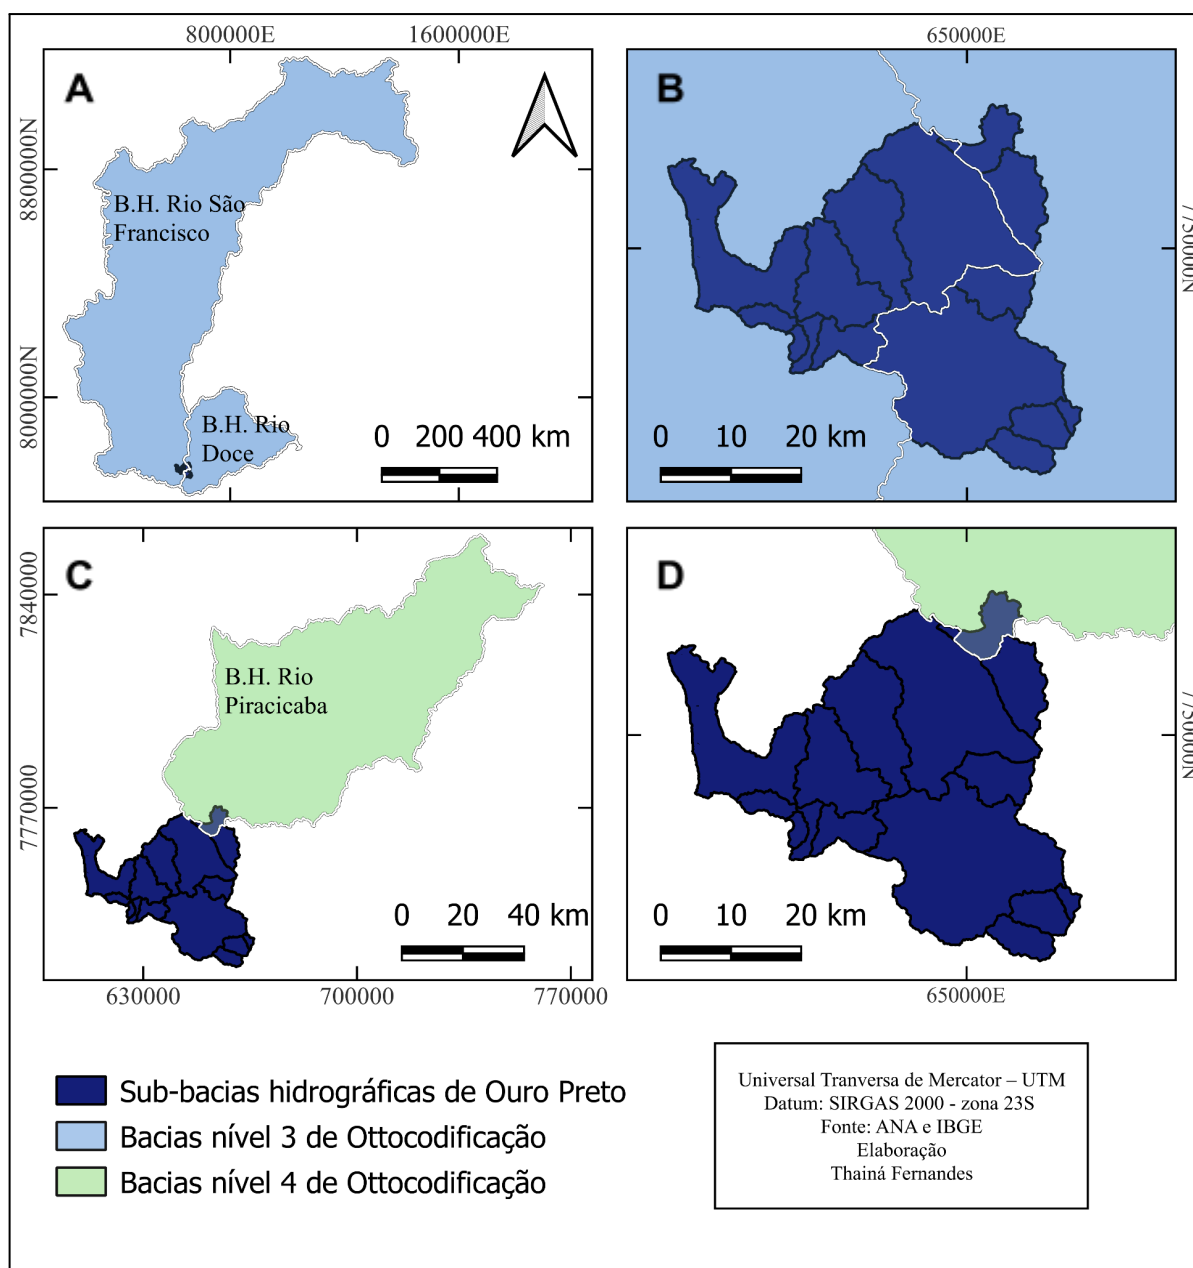 800000E
1600000E
650000E
A
B
8800000N
B.H. Rio São
Francisco
7750000N
8000000N
B.H. Rio
Doce
0 200 400 km
0 10 20 km
C
D
7840000
B.H. Rio
Piracicaba
7750000N
7770000
0 20 40 km
0 10 20 km
630000
700000
770000
650000E
Sub-bacias hidrográficas de Ouro Preto
Bacias nível 3 de Ottocodificação
Bacias nível 4 de Ottocodificação
Universal Tranversa de Mercator – UTM
Datum: SIRGAS 2000 - zona 23S
Fonte: ANA e IBGE
Elaboração
Thainá Fernandes